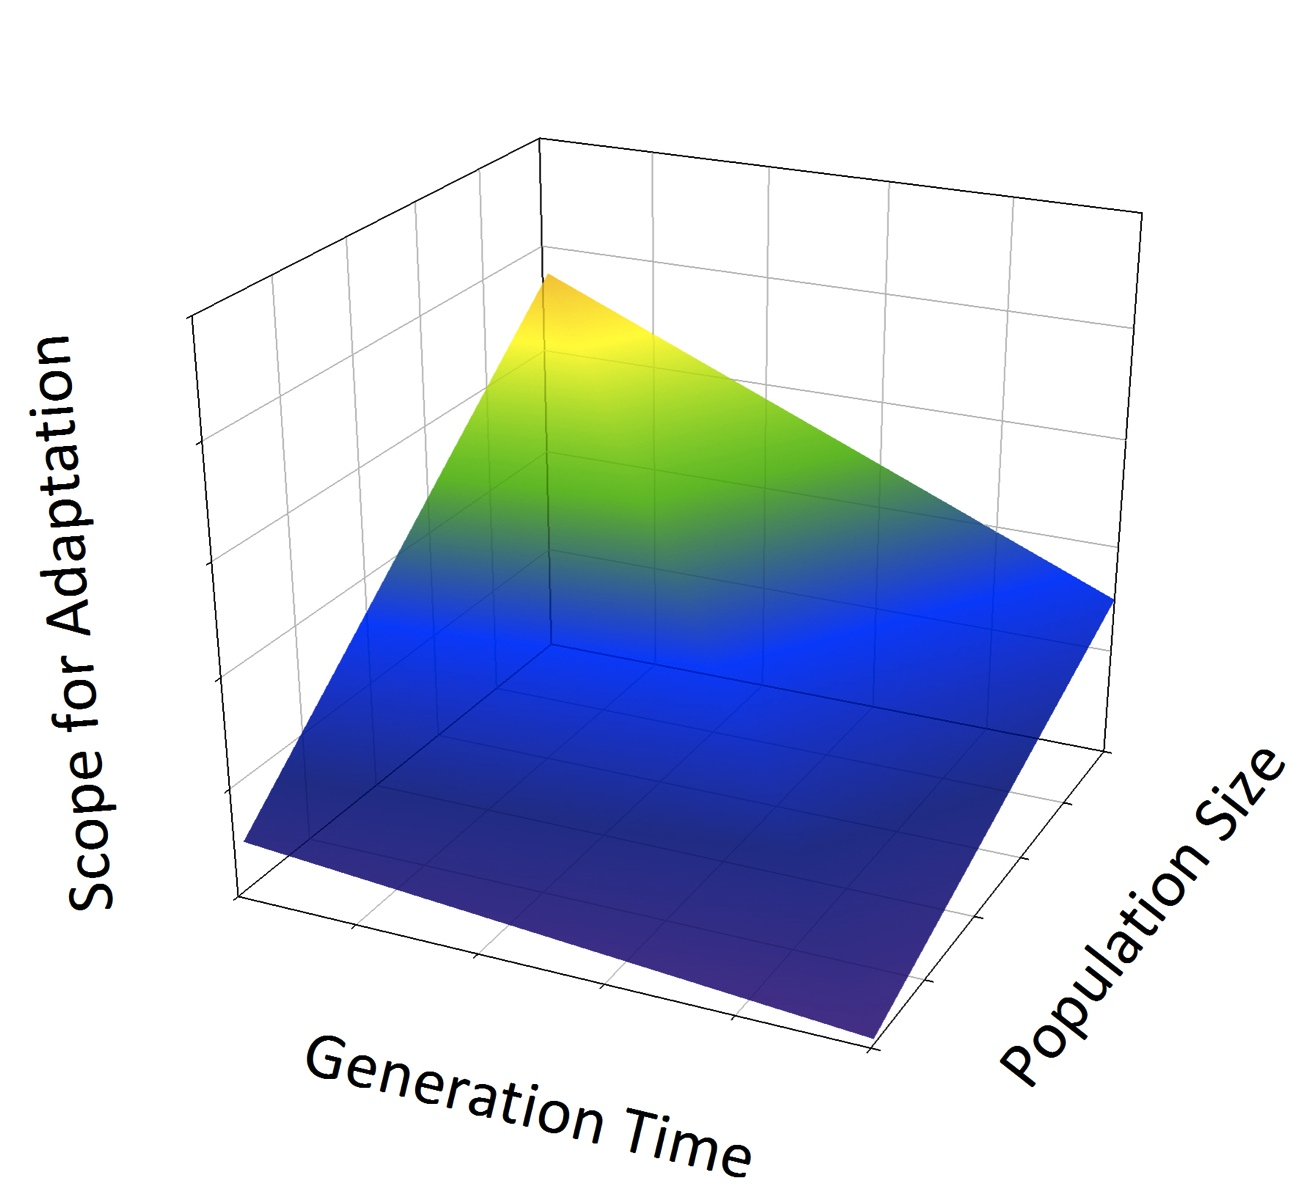 Scope for Adaptation
Generation Time
Population Size